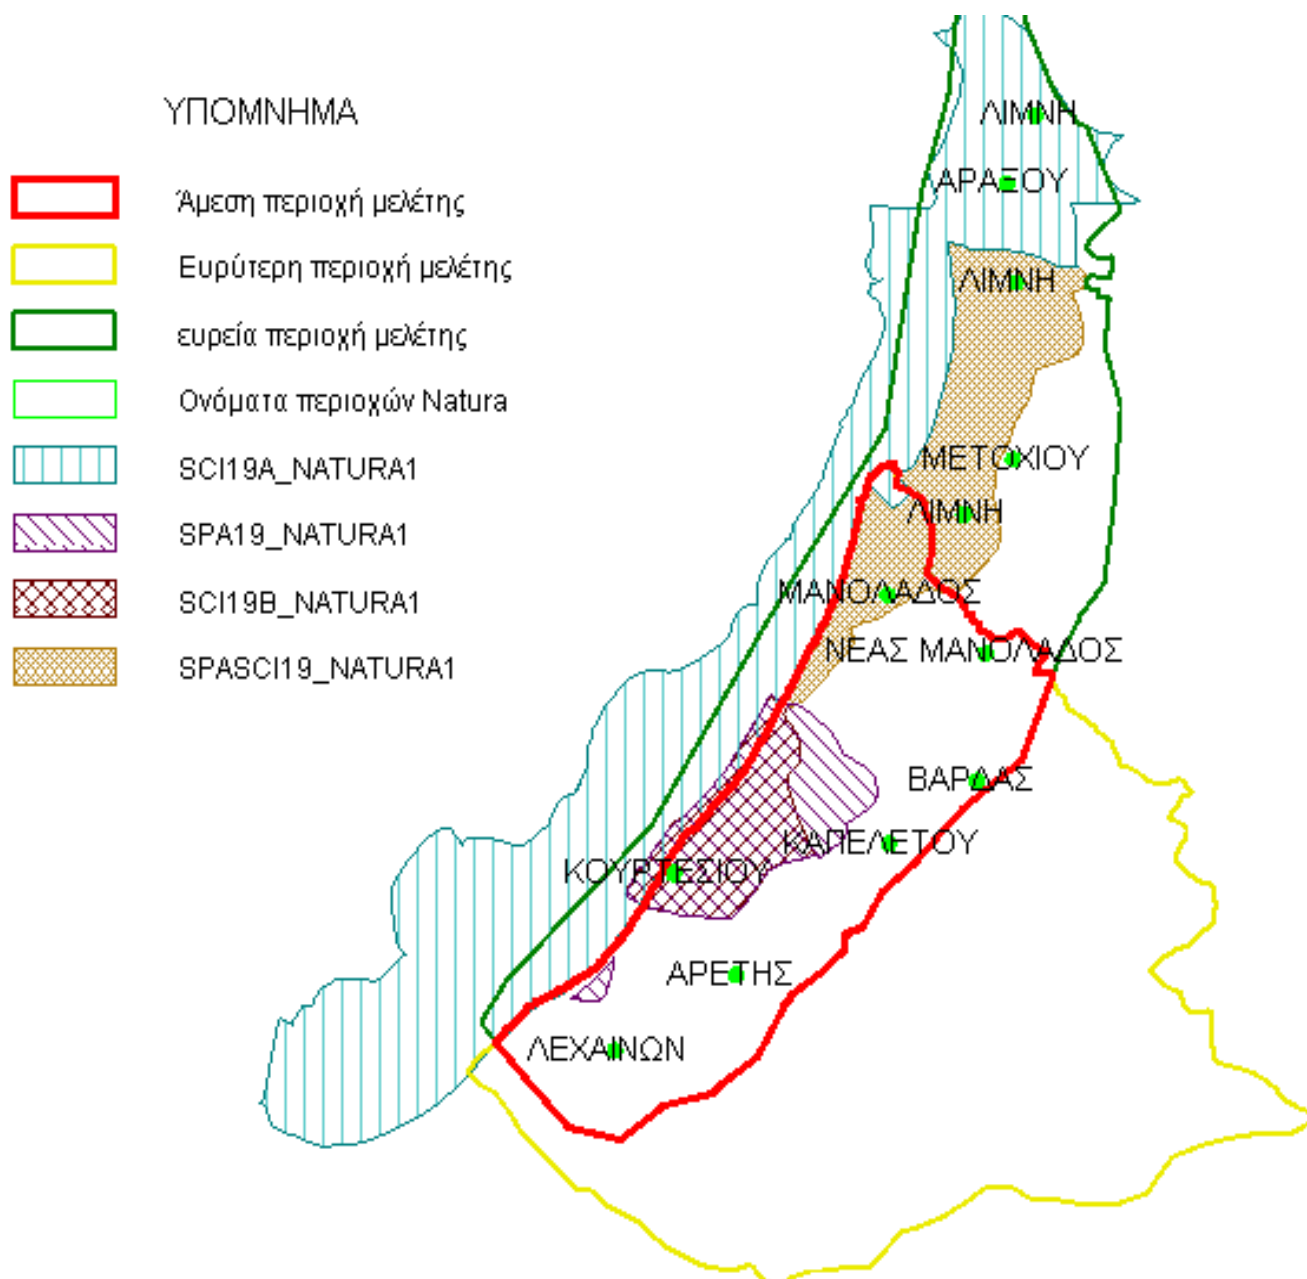 ΥΠΟΜΝΗΜΑ
Άμεση περιοχή μελέτης
Ευρύτερη περιοχή μελέτης
ευρεία περιοχή μελέτης
Ονόματα περιοχών Natura
SCI19A_NATURA1
SPA19_NATURA1
SCI19B_NATURA1
SPASCI19_NATURA1
ΛΙΜΝΗ
ΑΡΑΞΟΥ
ΛΙΜΝΗ
ΜΕΤΟΧΙΟΥ
ΛΙΜΝΗ
ΜΑΝΟΛΑΔΟΣ
ΝΕΑΣ ΜΑΝΟΛΑΔΟΣ
ΒΑΡΔΑΣ
ΚΑΠΕΛΕΤΟΥ
ΚΟΥΡΤΕΣΙΟΥ
ΑΡΕΤΗΣ
ΛΕΧΑΙΝΩΝ